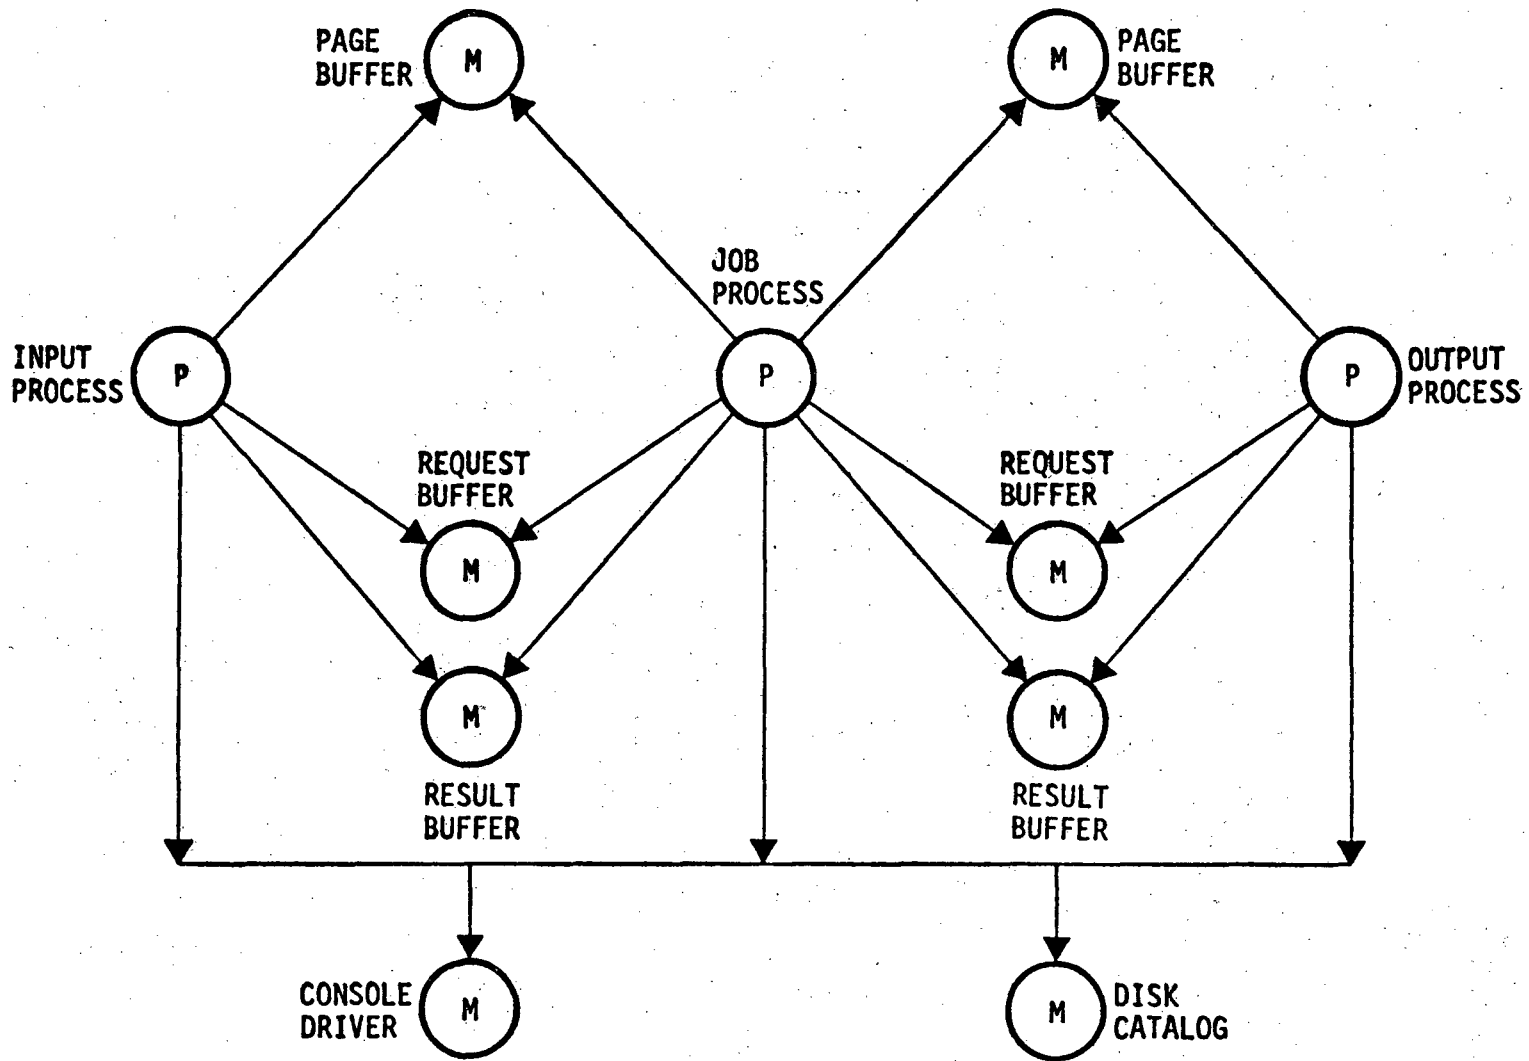 PAGE
BUFFER
M
M
PAGE
BUFFER
JOB
PROCESS
INPUT
PROCESS
P
P
P
OUTPUT
PROCESS
REQUEST
BUFFER
M
REQUEST
BUFFER
M
M
RESULT
BUFFER
M
RESULT
BUFFER
CONSOLE
DRIVER
M
M
DISK
CATALOG